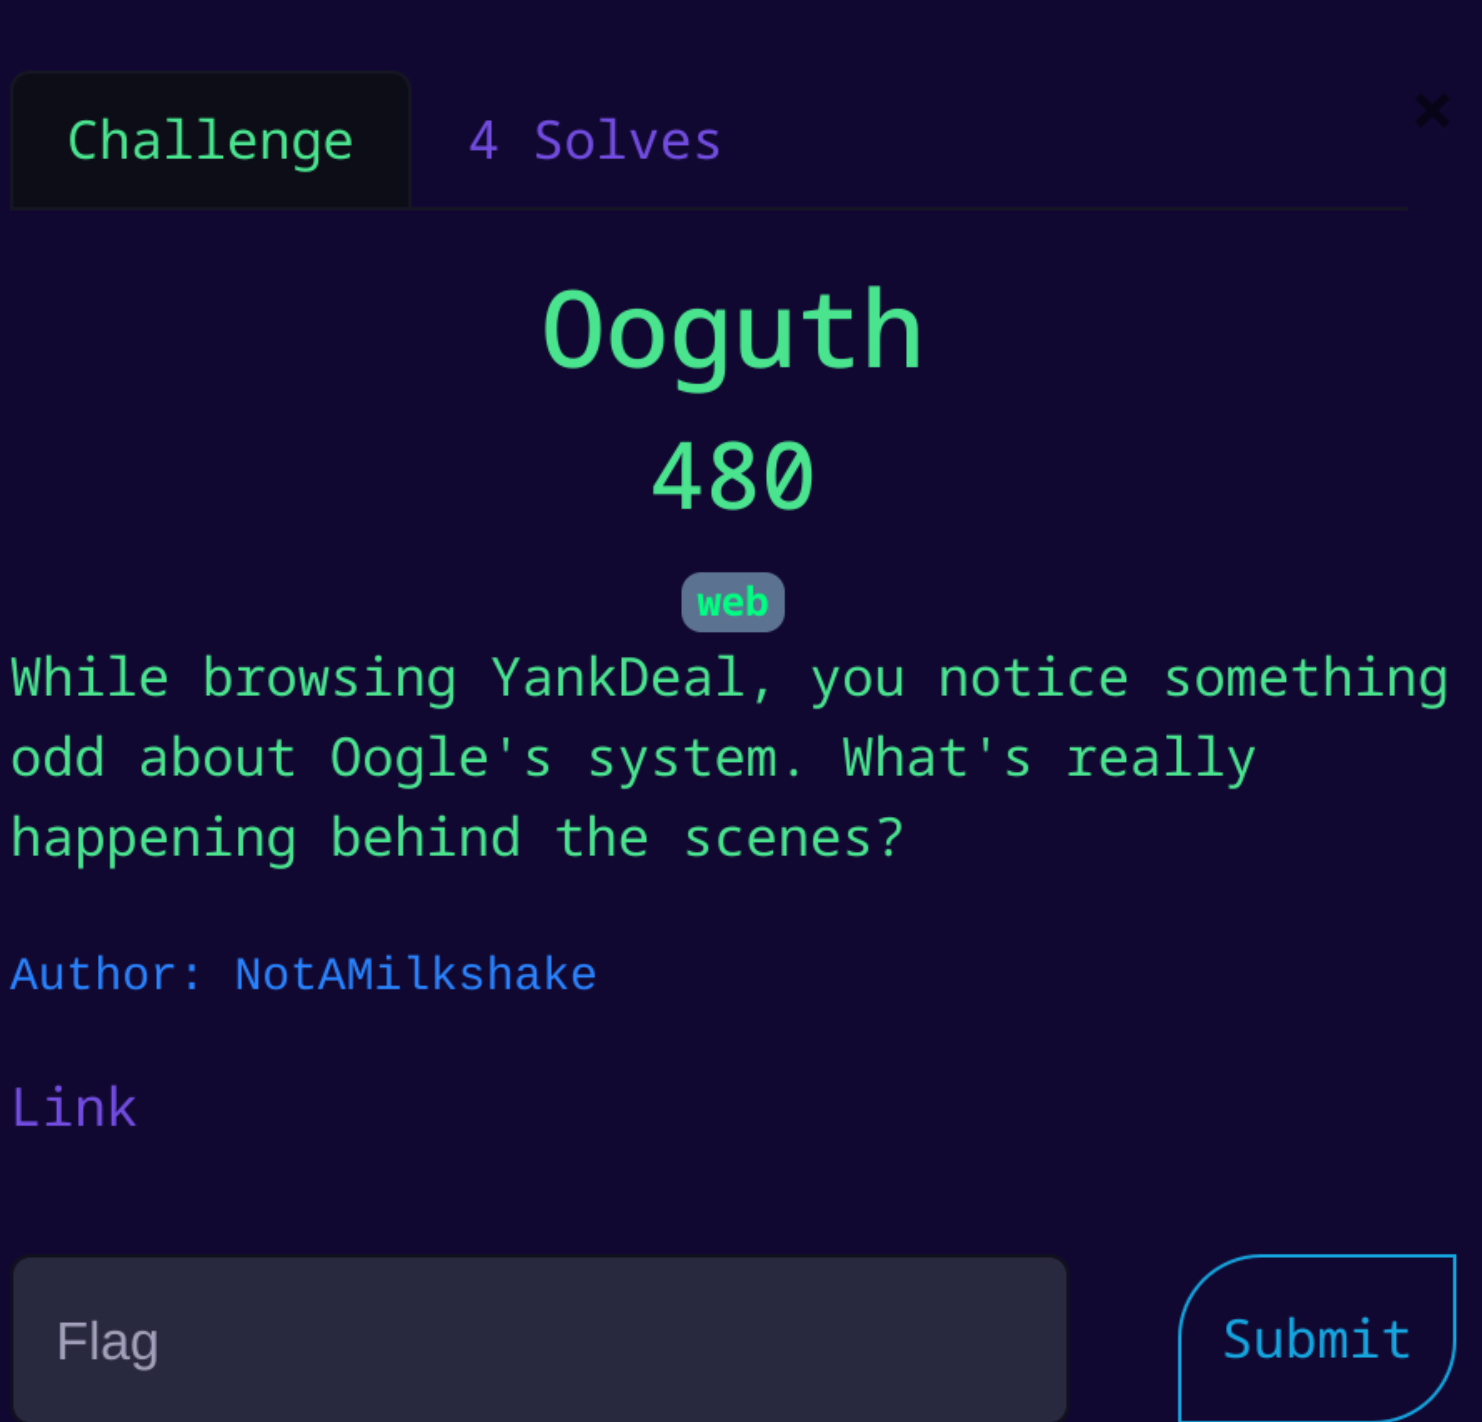 Challenge
4 Solves
Ooguth
480
web
While browsing YankDeal, you notice something
odd about Oogle's system. What's really
happening behind the scenes?
Author: NotAMilkshake
Link
Flag
Submit